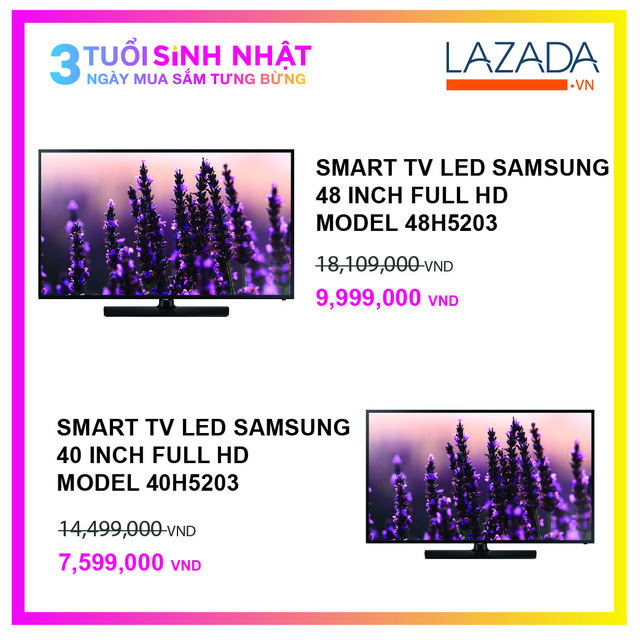 3 TUỔI SINH NHẬT
NGÀY MUA SẮM TƯNG BỪNG
LAZADA
.VN
SMART TV LED SAMSUNG
48 INCH FULL HD
MODEL 48H5203
18,109,000 VND
9,999,000 VND
SMART TV LED SAMSUNG
40 INCH FULL HD
MODEL 40H5203
14,499,000 VND
7,599,000 VND